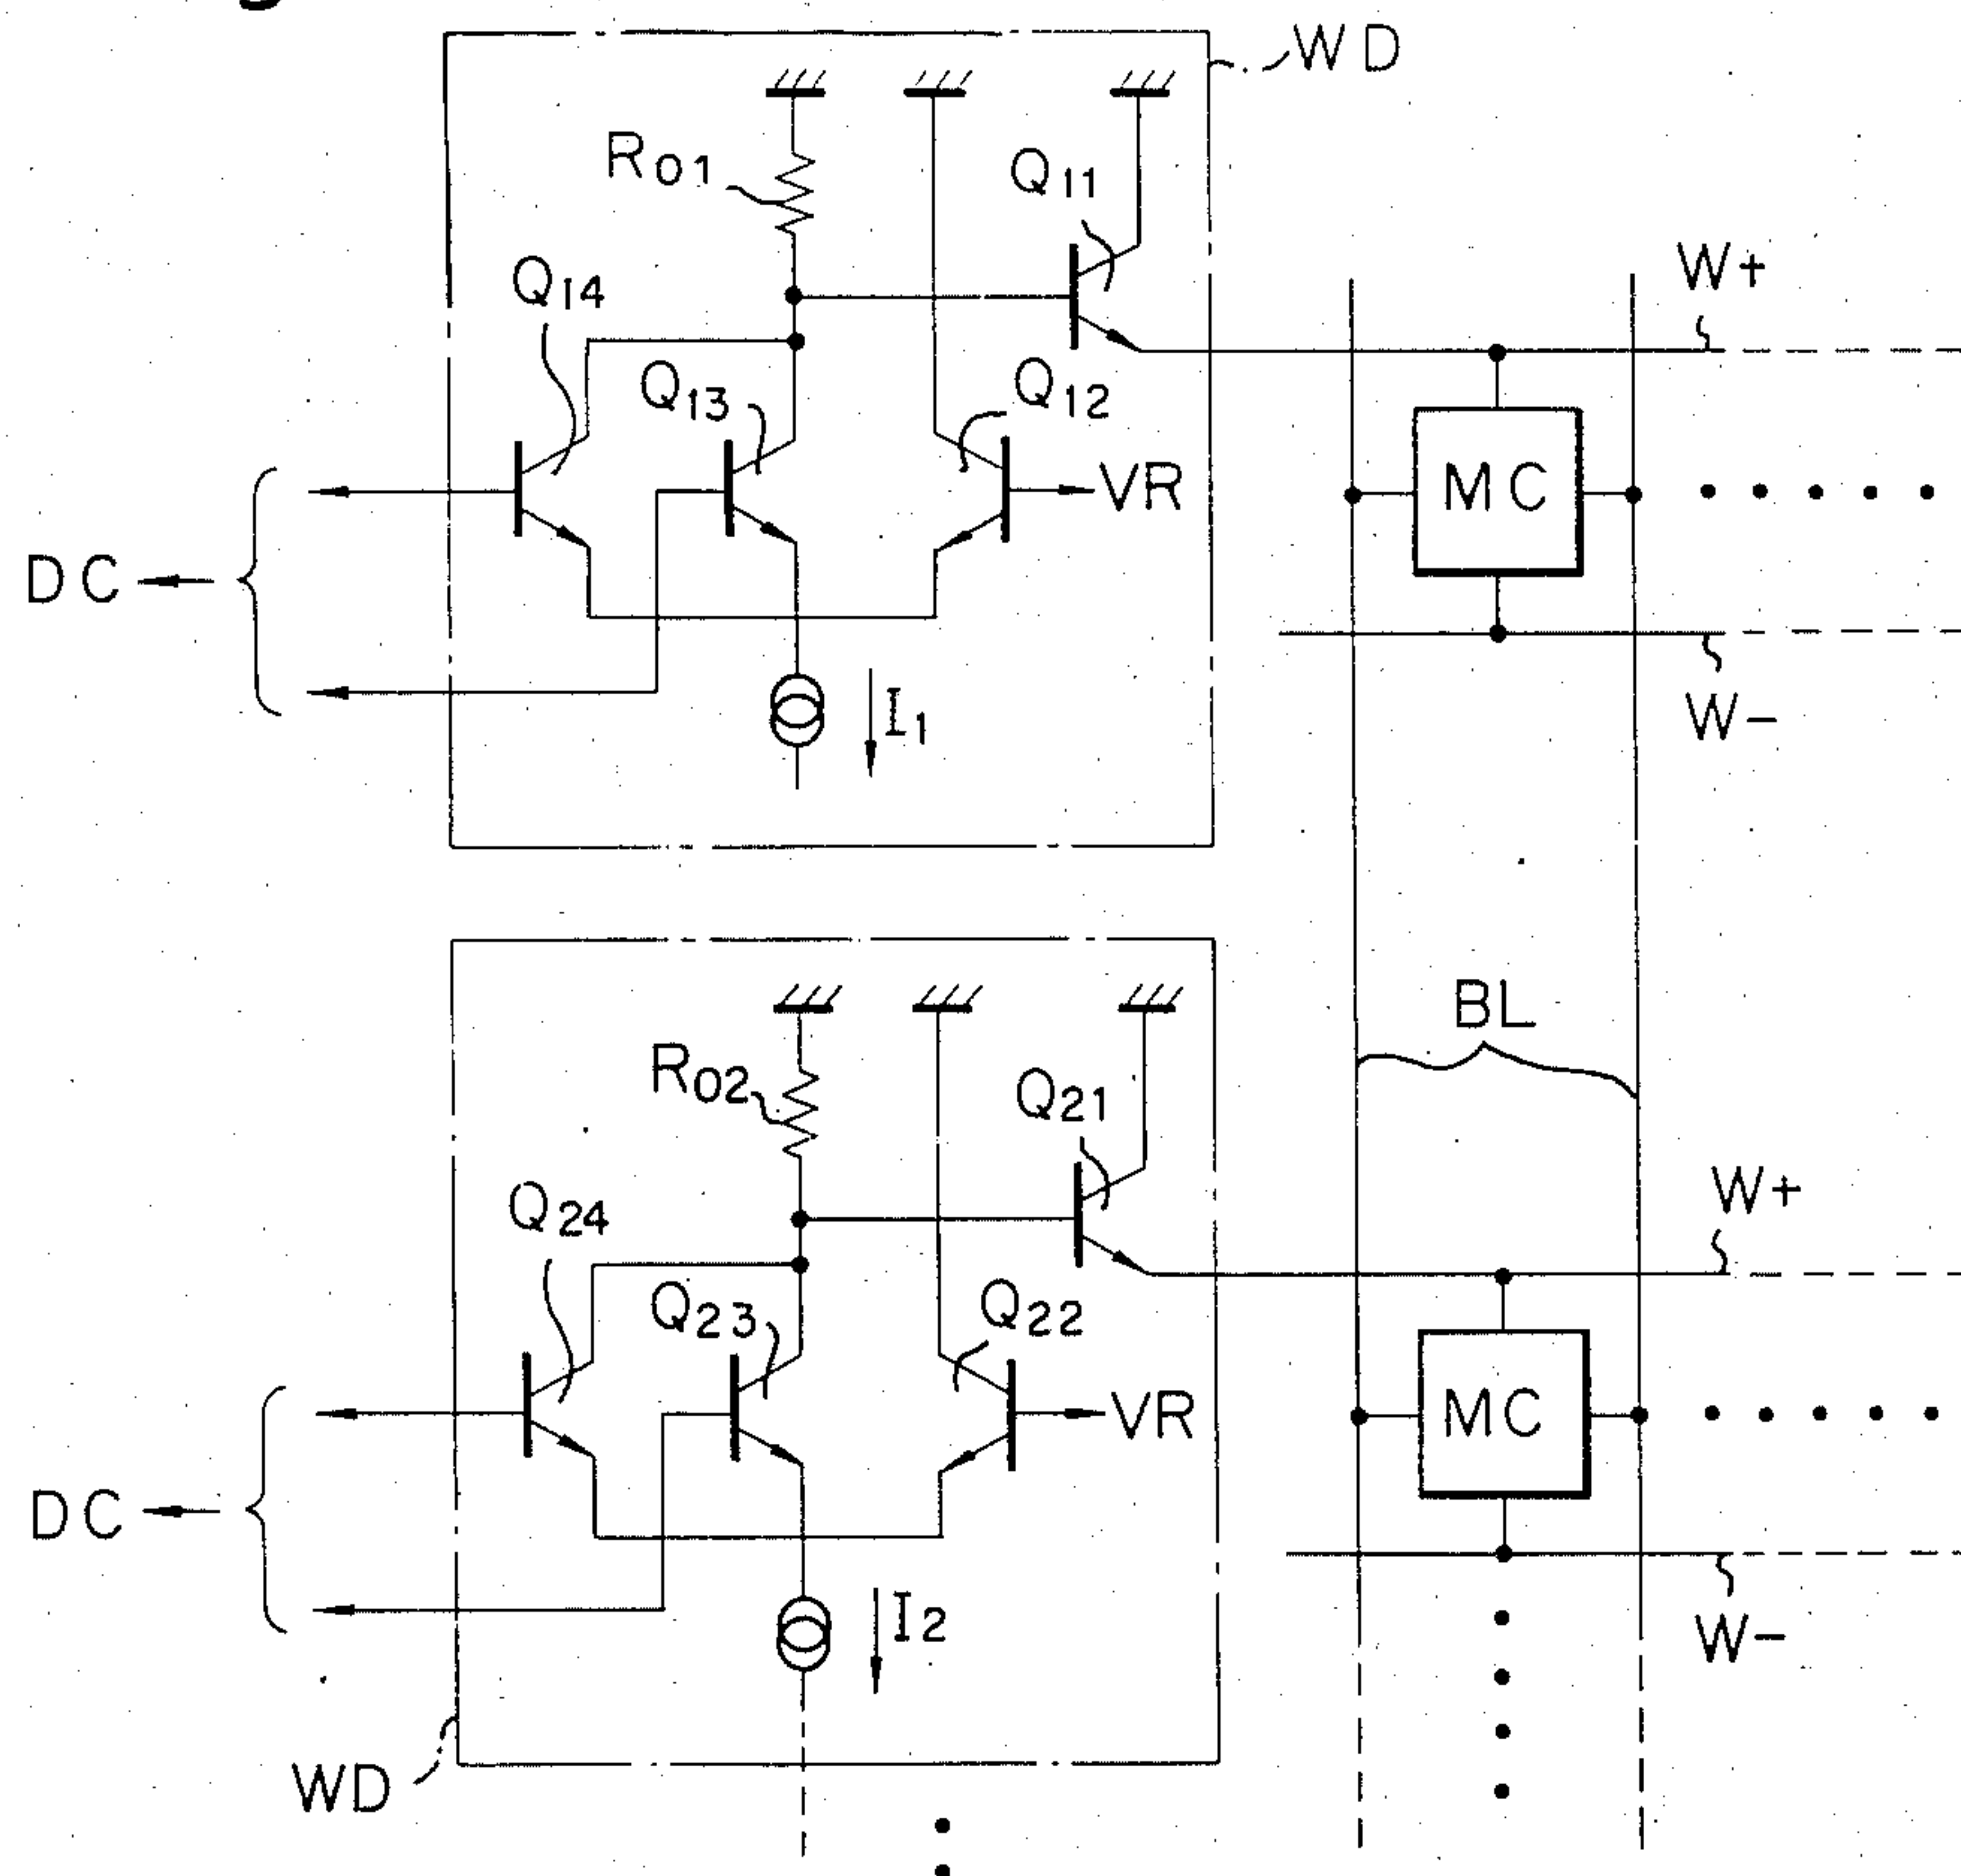 WD
R01
Q11
Q14
W+
Q13
Q12
VR
MC
DC
W-
I1
BL
R02
Q21
W+
Q24
Q23
Q22
VR
MC
DC
I2
W-
WD